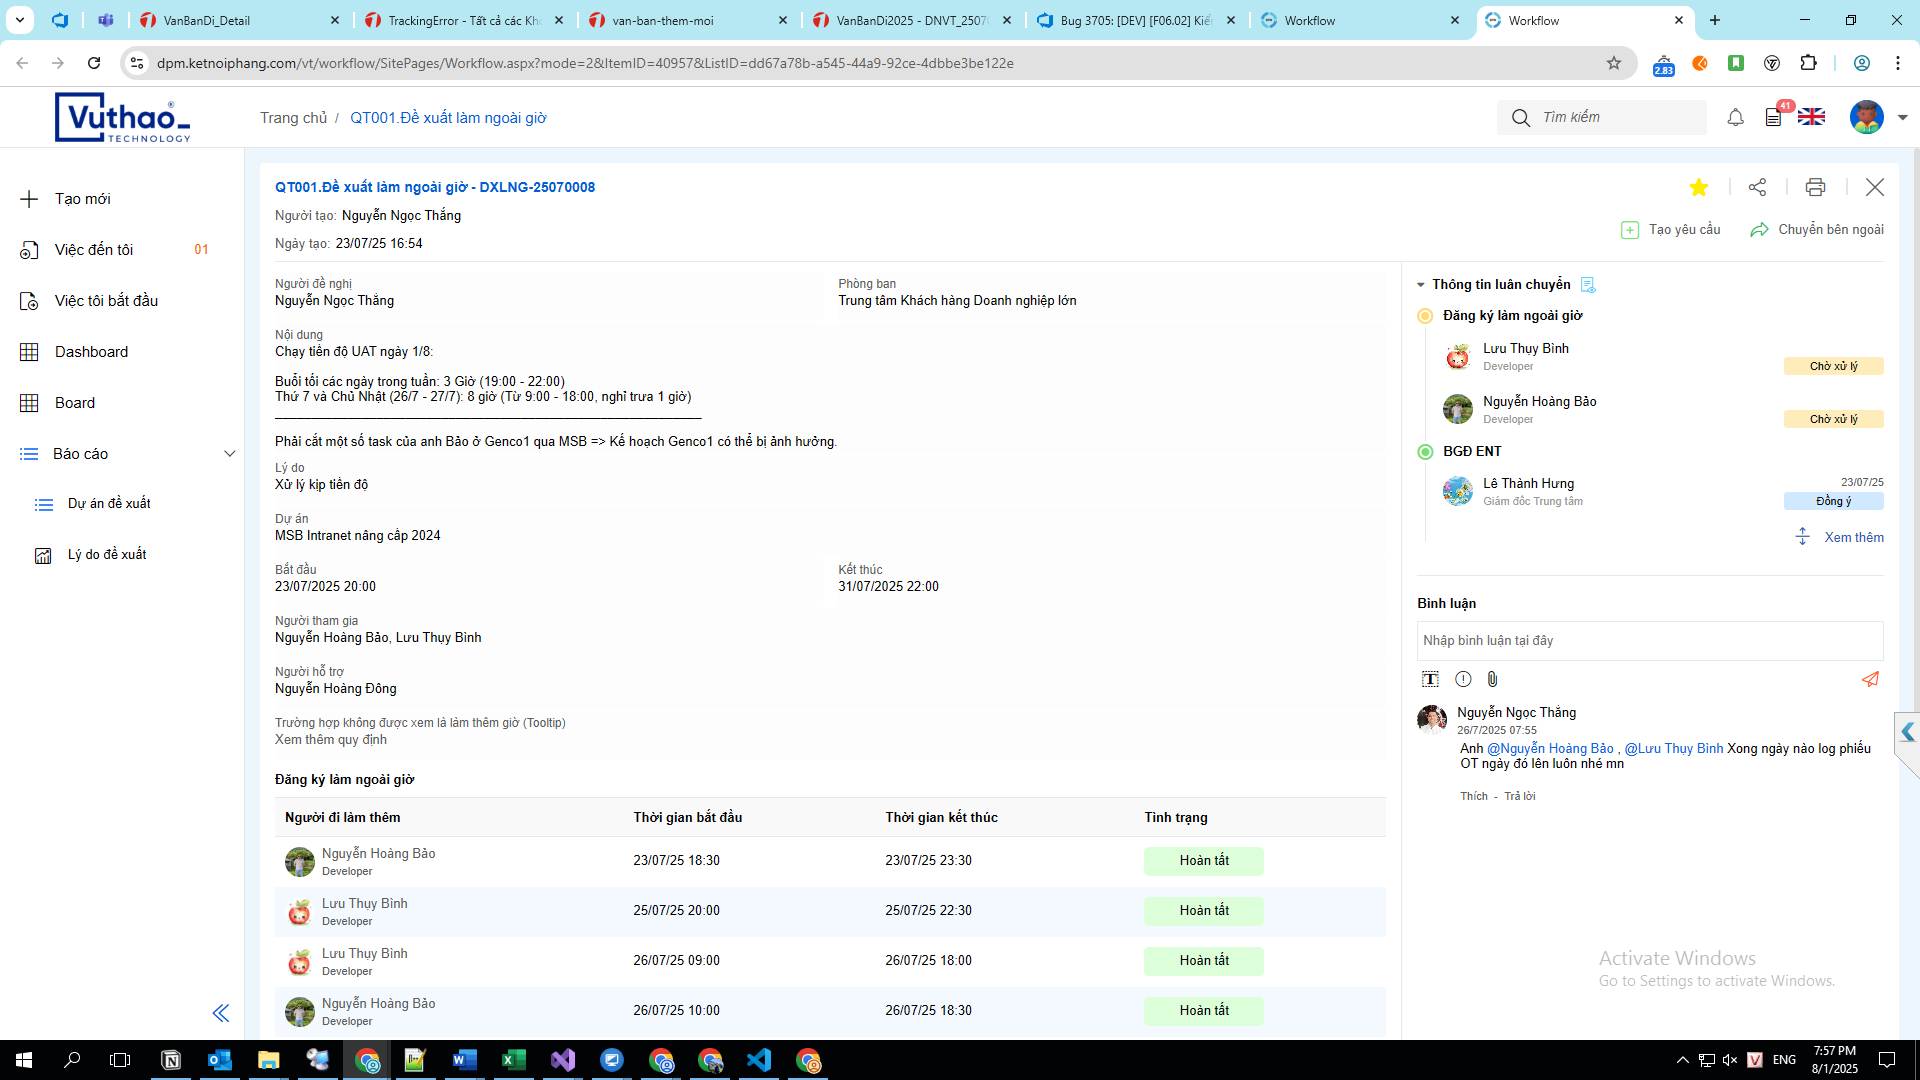 VanBanDi_Detail
TrackingError - Tất cả các Kho
van-ban-them-moi
VanBanDi2025 - DNVT_2507
Bug 3705: [DEV] [F06.02] Kiể
Workflow
Workflow
dpm.ketnoiphang.com/vt/workflow/SitePages/Workflow.aspx?mode=2&ItemID=40957&ListID=dd67a78b-a545-44a9-92ce-4dbbe3be122e
2.83
Vuthao
TECHNOLOGY
Trang chủ / QT001.Đề xuất làm ngoài giờ
Tìm kiếm
41
Tạo mới
Việc đến tôi 01
Việc tôi bắt đầu
Dashboard
Board
Báo cáo
Dự án đề xuất
Lý do đề xuất
QT001.Đề xuất làm ngoài giờ - DXLNG-25070008
Người tạo: Nguyễn Ngọc Thắng
Ngày tạo: 23/07/25 16:54
Tạo yêu cầu
Chuyển bên ngoài
Người đề nghị
Nguyễn Ngọc Thắng
Phòng ban
Trung tâm Khách hàng Doanh nghiệp lớn
Nội dung
Chạy tiến độ UAT ngày 1/8:
Buổi tối các ngày trong tuần: 3 Giờ (19:00 - 22:00)
Thứ 7 và Chủ Nhật (26/7 - 27/7): 8 giờ (Từ 9:00 - 18:00, nghỉ trưa 1 giờ)
Phải cắt một số task của anh Bảo ở Genco1 qua MSB => Kế hoạch Genco1 có thể bị ảnh hưởng.
Lý do
Xử lý kịp tiến độ
Dự án
MSB Intranet nâng cấp 2024
Bắt đầu
23/07/2025 20:00
Kết thúc
31/07/2025 22:00
Người tham gia
Nguyễn Hoàng Bảo, Lưu Thụy Bình
Người hỗ trợ
Nguyễn Hoàng Đông
Trường hợp không được xem là làm thêm giờ (Tooltip)
Xem thêm quy định
Đăng ký làm ngoài giờ
Người đi làm thêm Thời gian bắt đầu Thời gian kết thúc Tình trạng
Nguyễn Hoàng Bảo
Developer
23/07/25 18:30 23/07/25 23:30 Hoàn tất
Lưu Thụy Bình
Developer
25/07/25 20:00 25/07/25 22:30 Hoàn tất
Lưu Thụy Bình
Developer
26/07/25 09:00 26/07/25 18:00 Hoàn tất
Nguyễn Hoàng Bảo
Developer
26/07/25 10:00 26/07/25 18:30 Hoàn tất
Thông tin luân chuyển
Đăng ký làm ngoài giờ
Lưu Thụy Bình
Developer
Chờ xử lý
Nguyễn Hoàng Bảo
Developer
Chờ xử lý
BGĐ ENT
Lê Thành Hưng
23/07/25
Giám đốc Trung tâm
Đồng ý
Xem thêm
Bình luận
Nhập bình luận tại đây
Nguyễn Ngọc Thắng
26/7/2025 07:55
Anh @Nguyễn Hoàng Bảo , @Lưu Thụy Bình Xong ngày nào log phiếu
OT ngày đó lên luôn nhé mn
Thích - Trả lời
Activate Windows
Go to Settings to activate Windows.
ENG
7:57 PM
8/1/2025